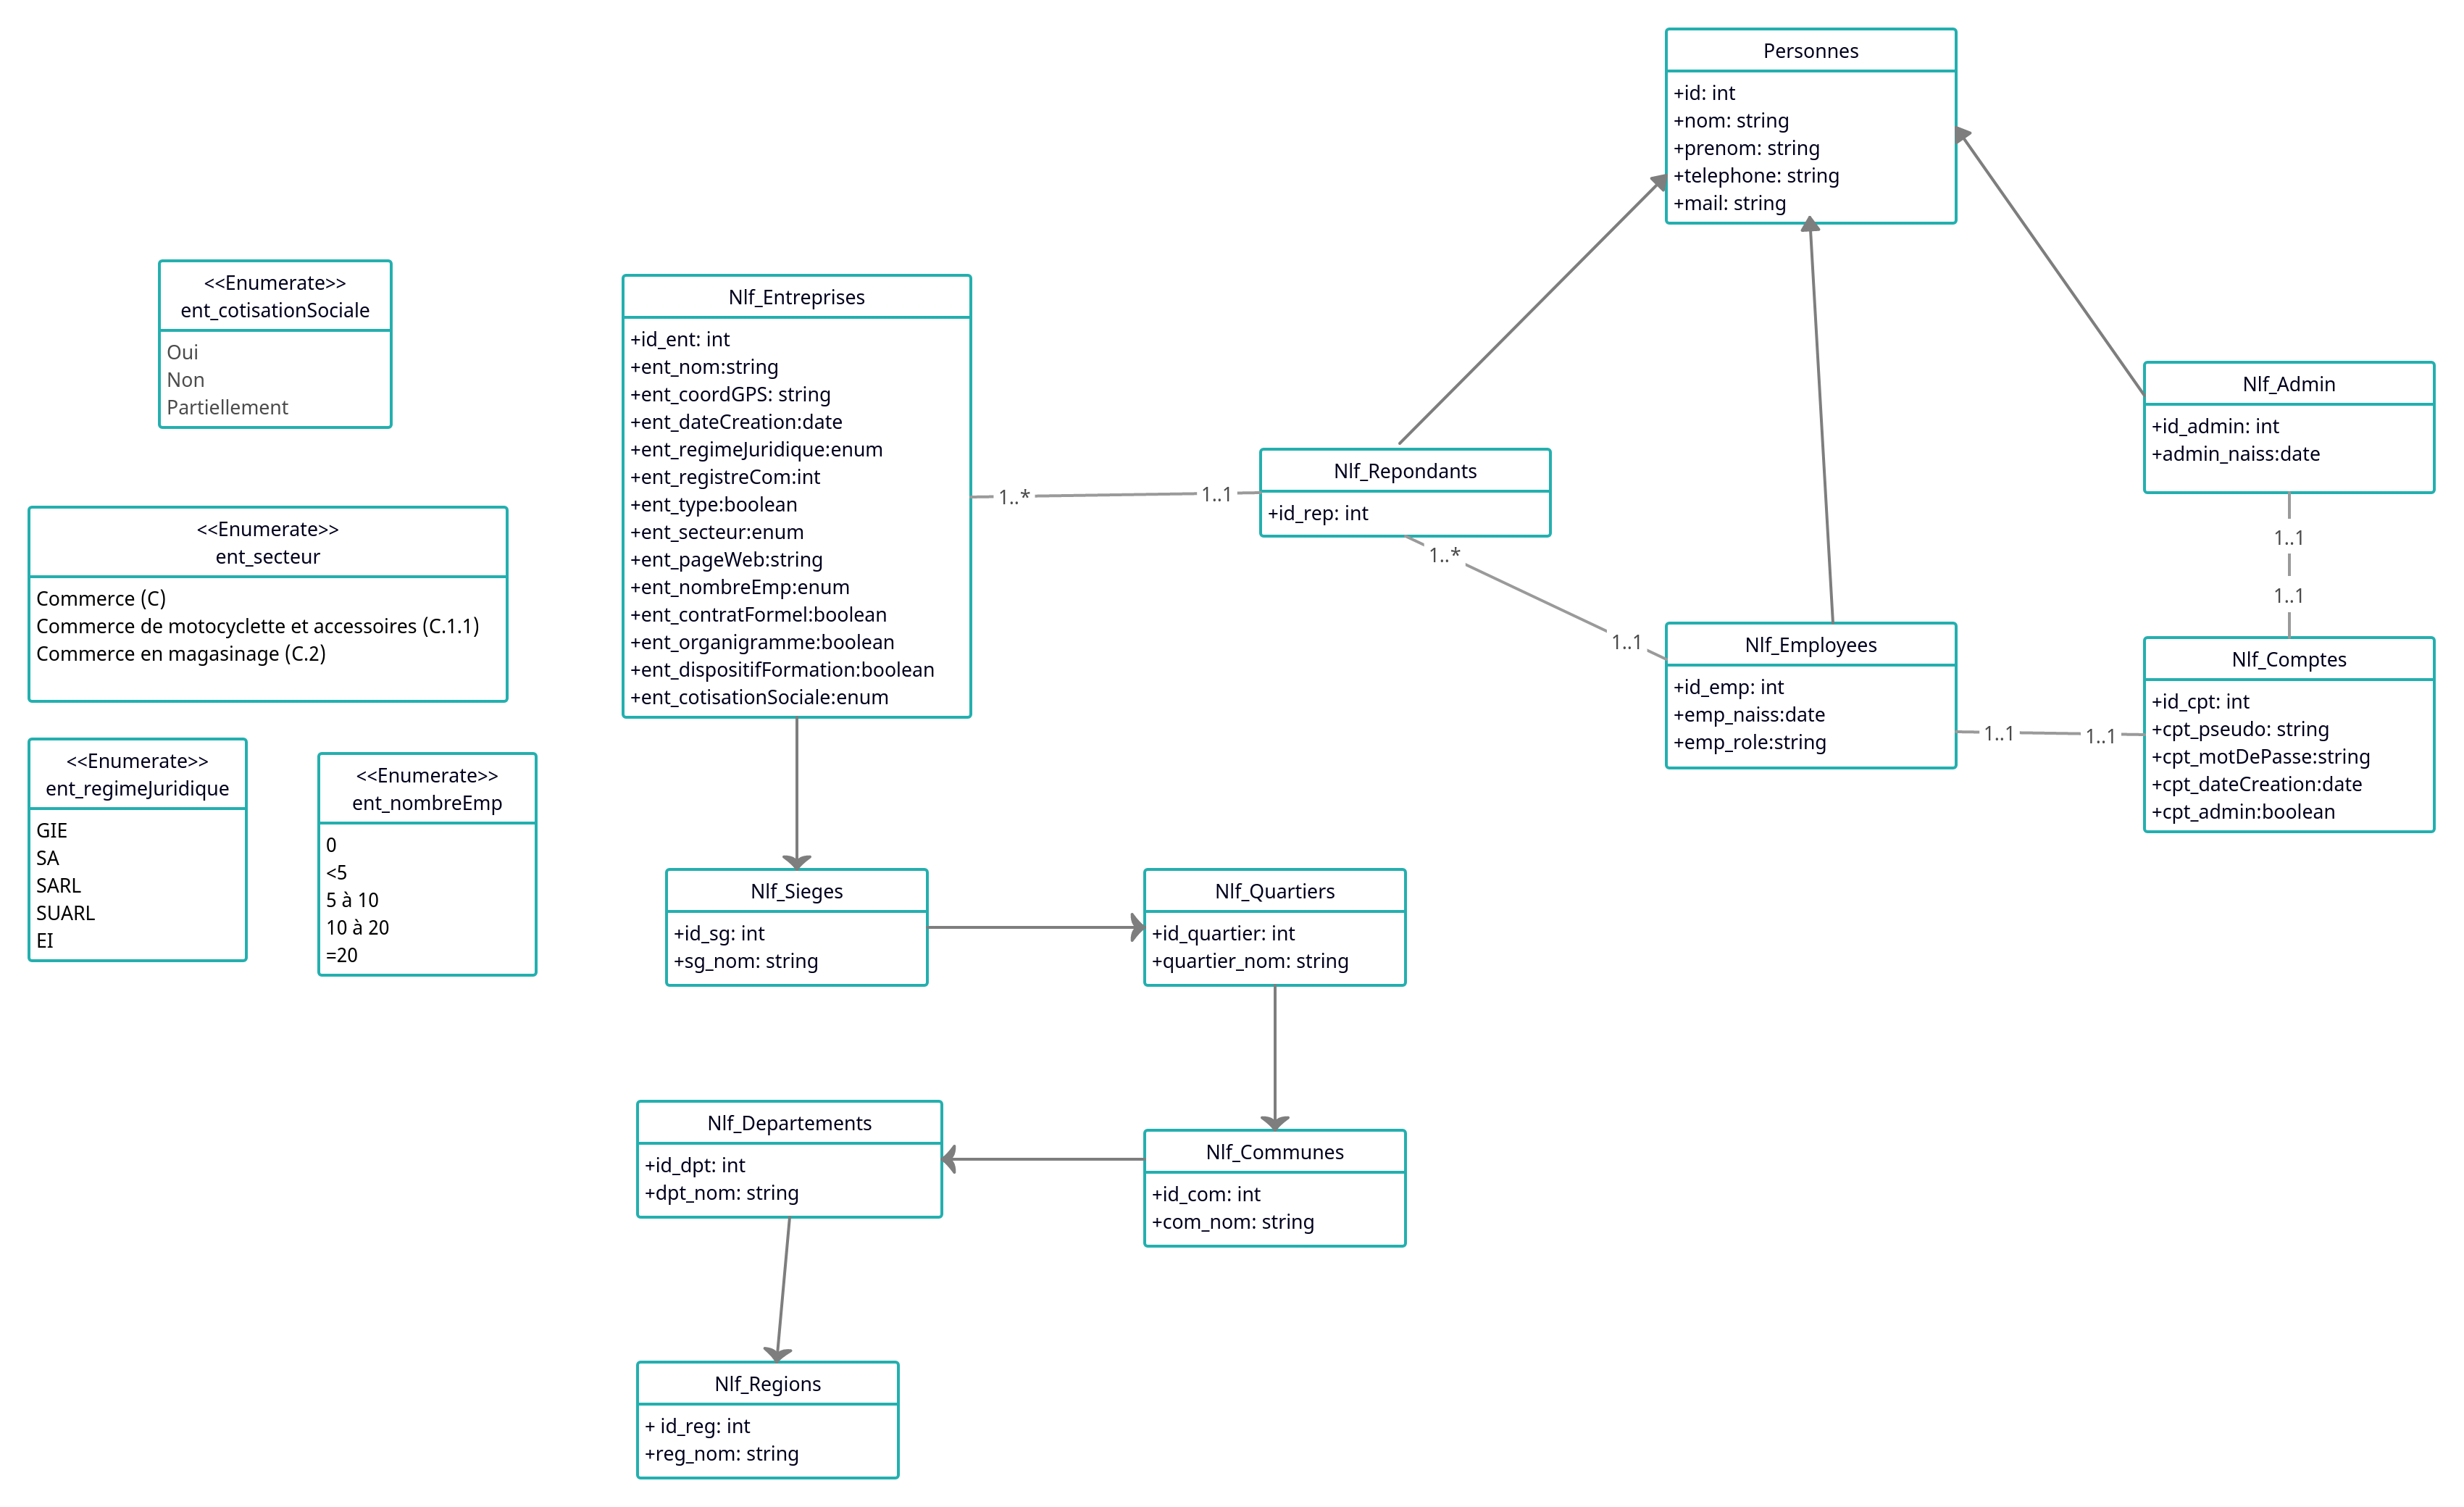 Personnes
+id: int
+nom: string
+prenom: string
+telephone: string
+mail: string
<<Enumerate>>
ent_cotisationSociale
Oui
Non
Partiellement
Nlf_Entreprises
+id_ent: int
+ent_nom:string
+ent_coordGPS: string
+ent_dateCreation:date
+ent_regimeJuridique:enum
+ent_registreCom:int
+ent_type:boolean
+ent_secteur:enum
+ent_pageWeb:string
+ent_nombreEmp:enum
+ent_contratFormel:boolean
+ent_organigramme:boolean
+ent_dispositifFormation:boolean
+ent_cotisationSociale:enum
1..*
1..1
Nlf_Repondants
+id_rep: int
1..*
1..1
Nlf_Admin
+id_admin: int
+admin_naiss:date
1..1
1..1
<<Enumerate>>
ent_secteur
Commerce (C)
Commerce de motocyclette et accessoires (C.1.1)
Commerce en magasinage (C.2)
Nlf_Employees
+id_emp: int
+emp_naiss:date
+emp_role:string
1..1
1..1
Nlf_Comptes
+id_cpt: int
+cpt_pseudo: string
+cpt_motDePasse:string
+cpt_dateCreation:date
+cpt_admin:boolean
<<Enumerate>>
ent_regimeJuridique
GIE
SA
SARL
SUARL
EI
<<Enumerate>>
ent_nombreEmp
0
<5
5 à 10
10 à 20
=20
Nlf_Sieges
+id_sg: int
+sg_nom: string
Nlf_Quartiers
+id_quartier: int
+quartier_nom: string
Nlf_Departements
+id_dpt: int
+dpt_nom: string
Nlf_Communes
+id_com: int
+com_nom: string
Nlf_Regions
+ id_reg: int
+reg_nom: string